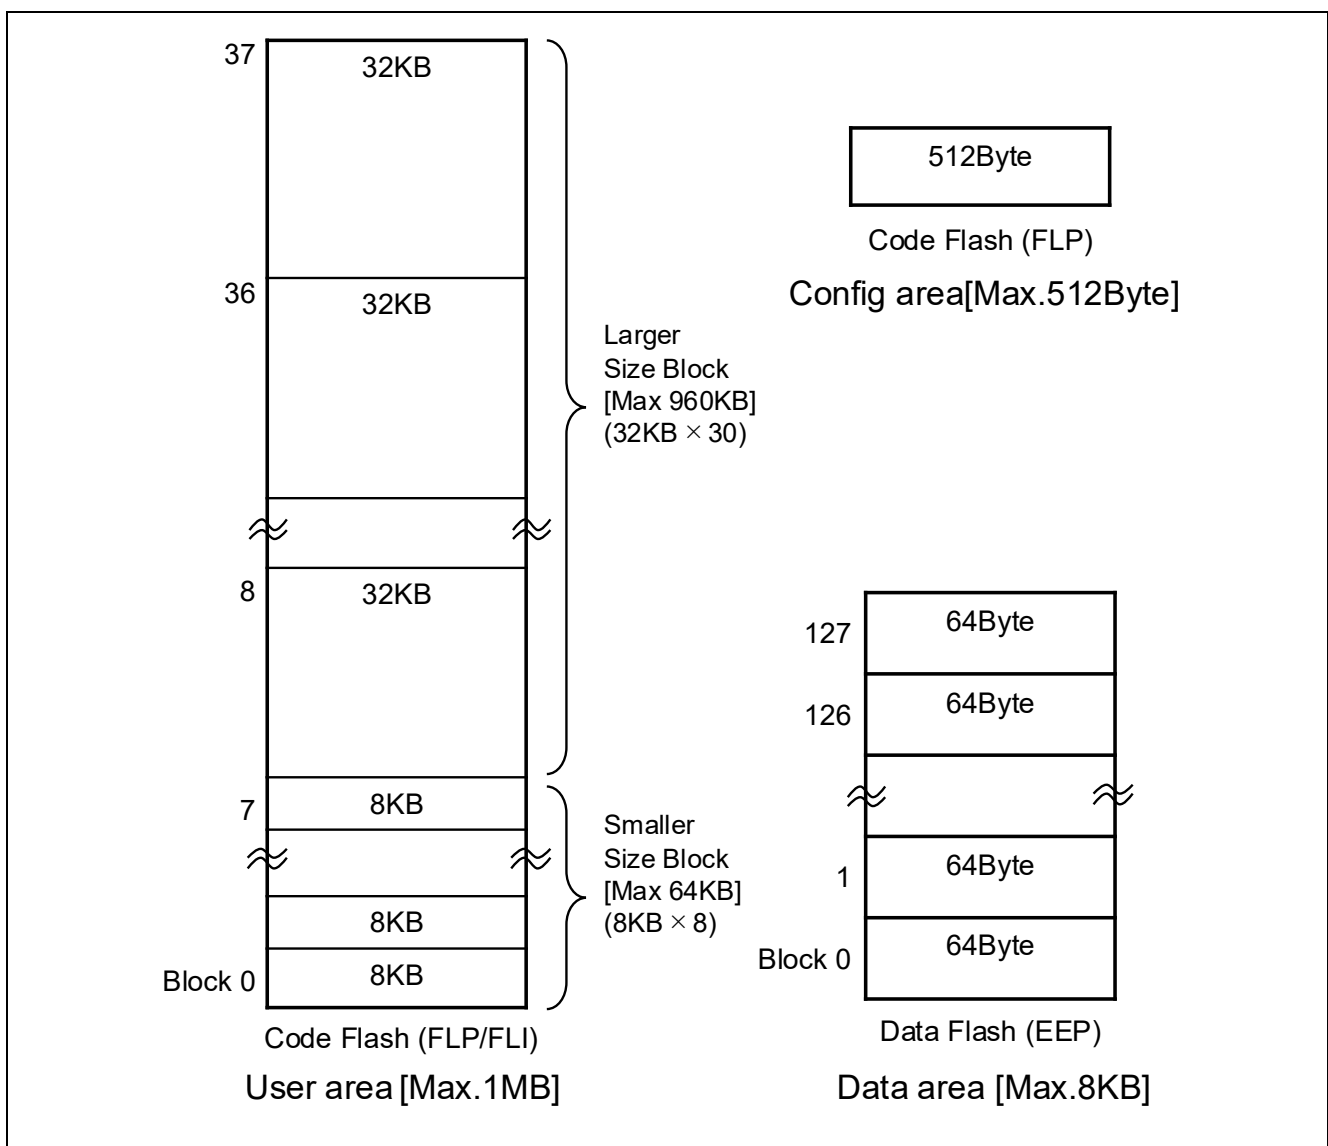 37
32KB
36
32KB
Larger
Size Block
[Max 960KB]
(32KB × 30)
8
32KB
7
8KB
Smaller
Size Block
[Max 64KB]
(8KB × 8)
8KB
Block 0
8KB
Code Flash (FLP/FLI)
User area [Max.1MB]
512Byte
Code Flash (FLP)
Config area[Max.512Byte]
127
64Byte
126
64Byte
1
64Byte
Block 0
64Byte
Data Flash (EEP)
Data area [Max.8KB]